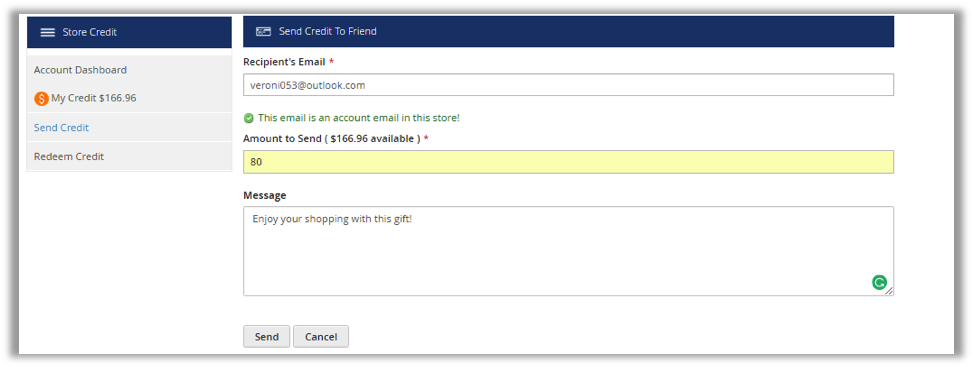 Store Credit
Account Dashboard
$ My Credit $166.96
Send Credit
Redeem Credit
Send Credit To Friend
Recipient's Email *
veroni053@outlook.com
This email is an account email in this store!
Amount to Send ( $166.96 available ) *
80
Message
Enjoy your shopping with this gift!
Send Cancel